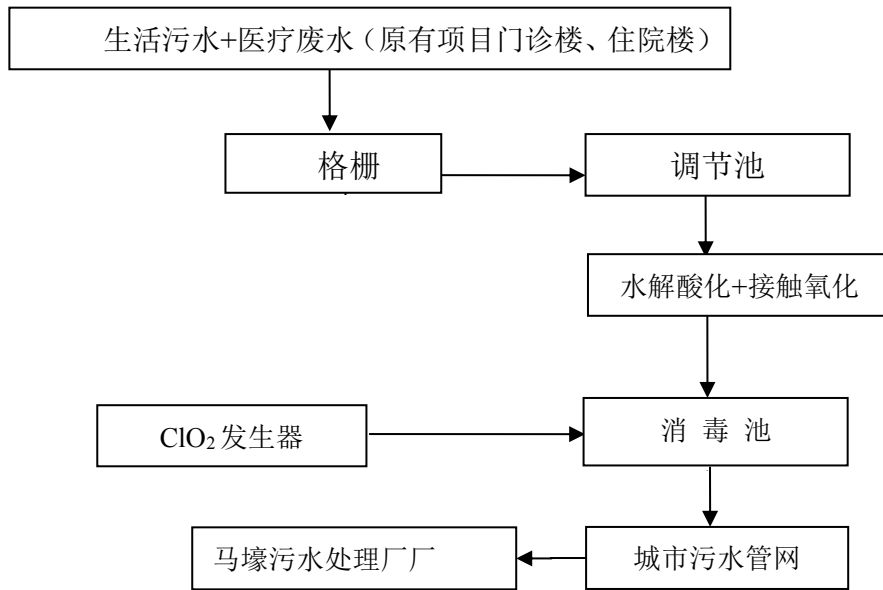 生活污水+医疗废水（原有项目门诊楼、住院楼）
格栅
调节池
水解酸化+接触氧化
ClO₂发生器
消 毒 池
马壕污水处理厂厂
城市污水管网